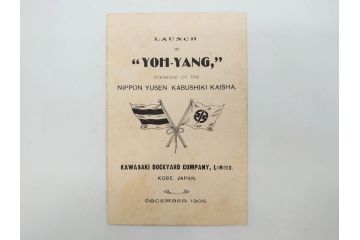 LAUNCH
OF
"YOH-YANG,"
STEAMSHIP OF THE
NIPPON YUSEN KABUSHIKI KAISHA.
KAWASAKI DOCKYARD COMPANY, LIMITED.
KOBE, JAPAN.
DECEMBER, 1906.